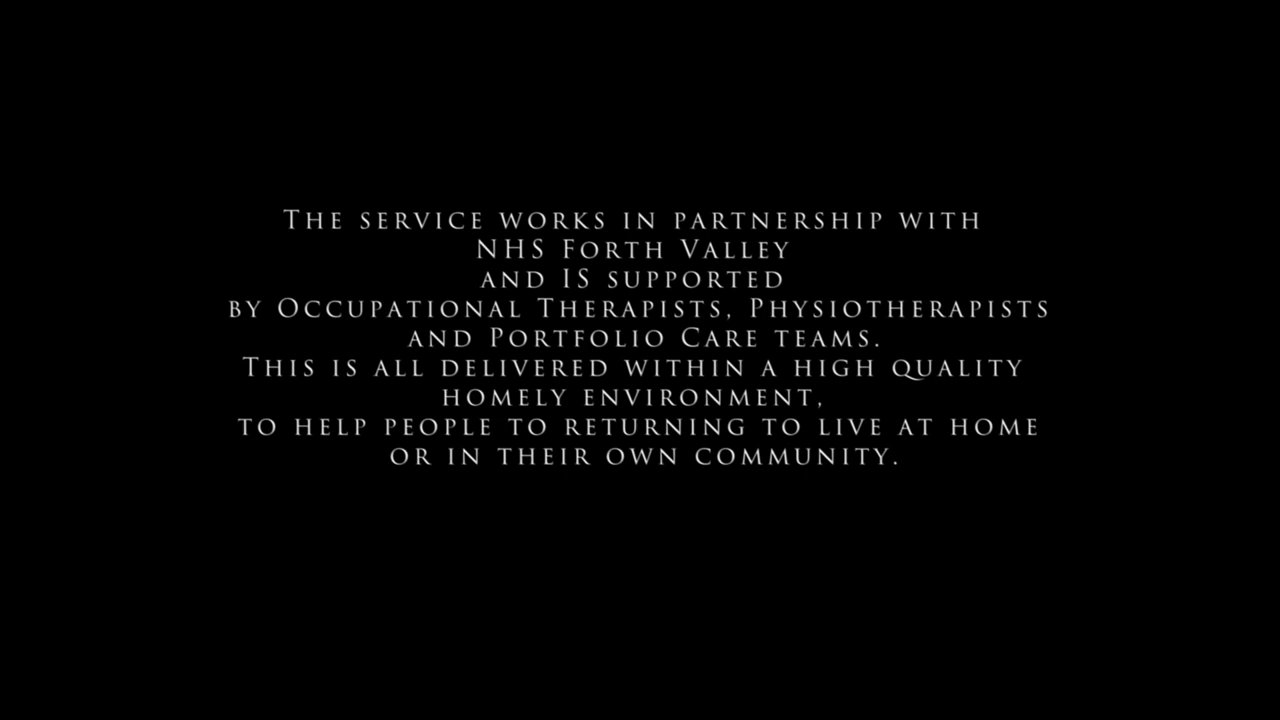 The service works in partnership with
NHS Forth Valley
and IS supported
by Occupational Therapists, Physiotherapists
and Portfolio Care teams.
This is all delivered within a high quality
homely environment,
to help people to returning to live at home
or in their own community.